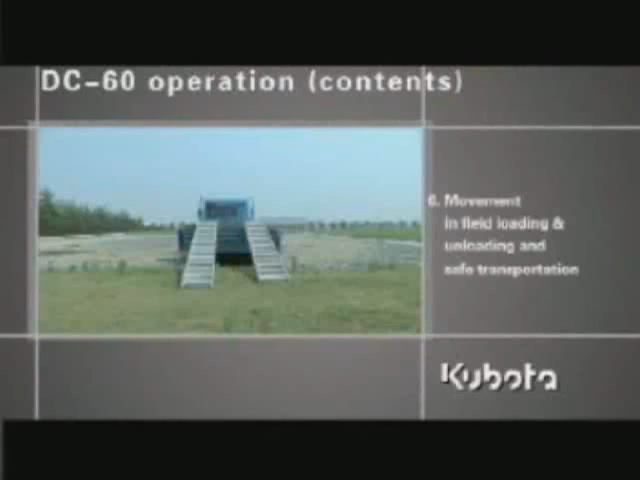 DC-60 operation (contents)
6. Movement
in field loading &
unloading and
safe transportation
Kubota